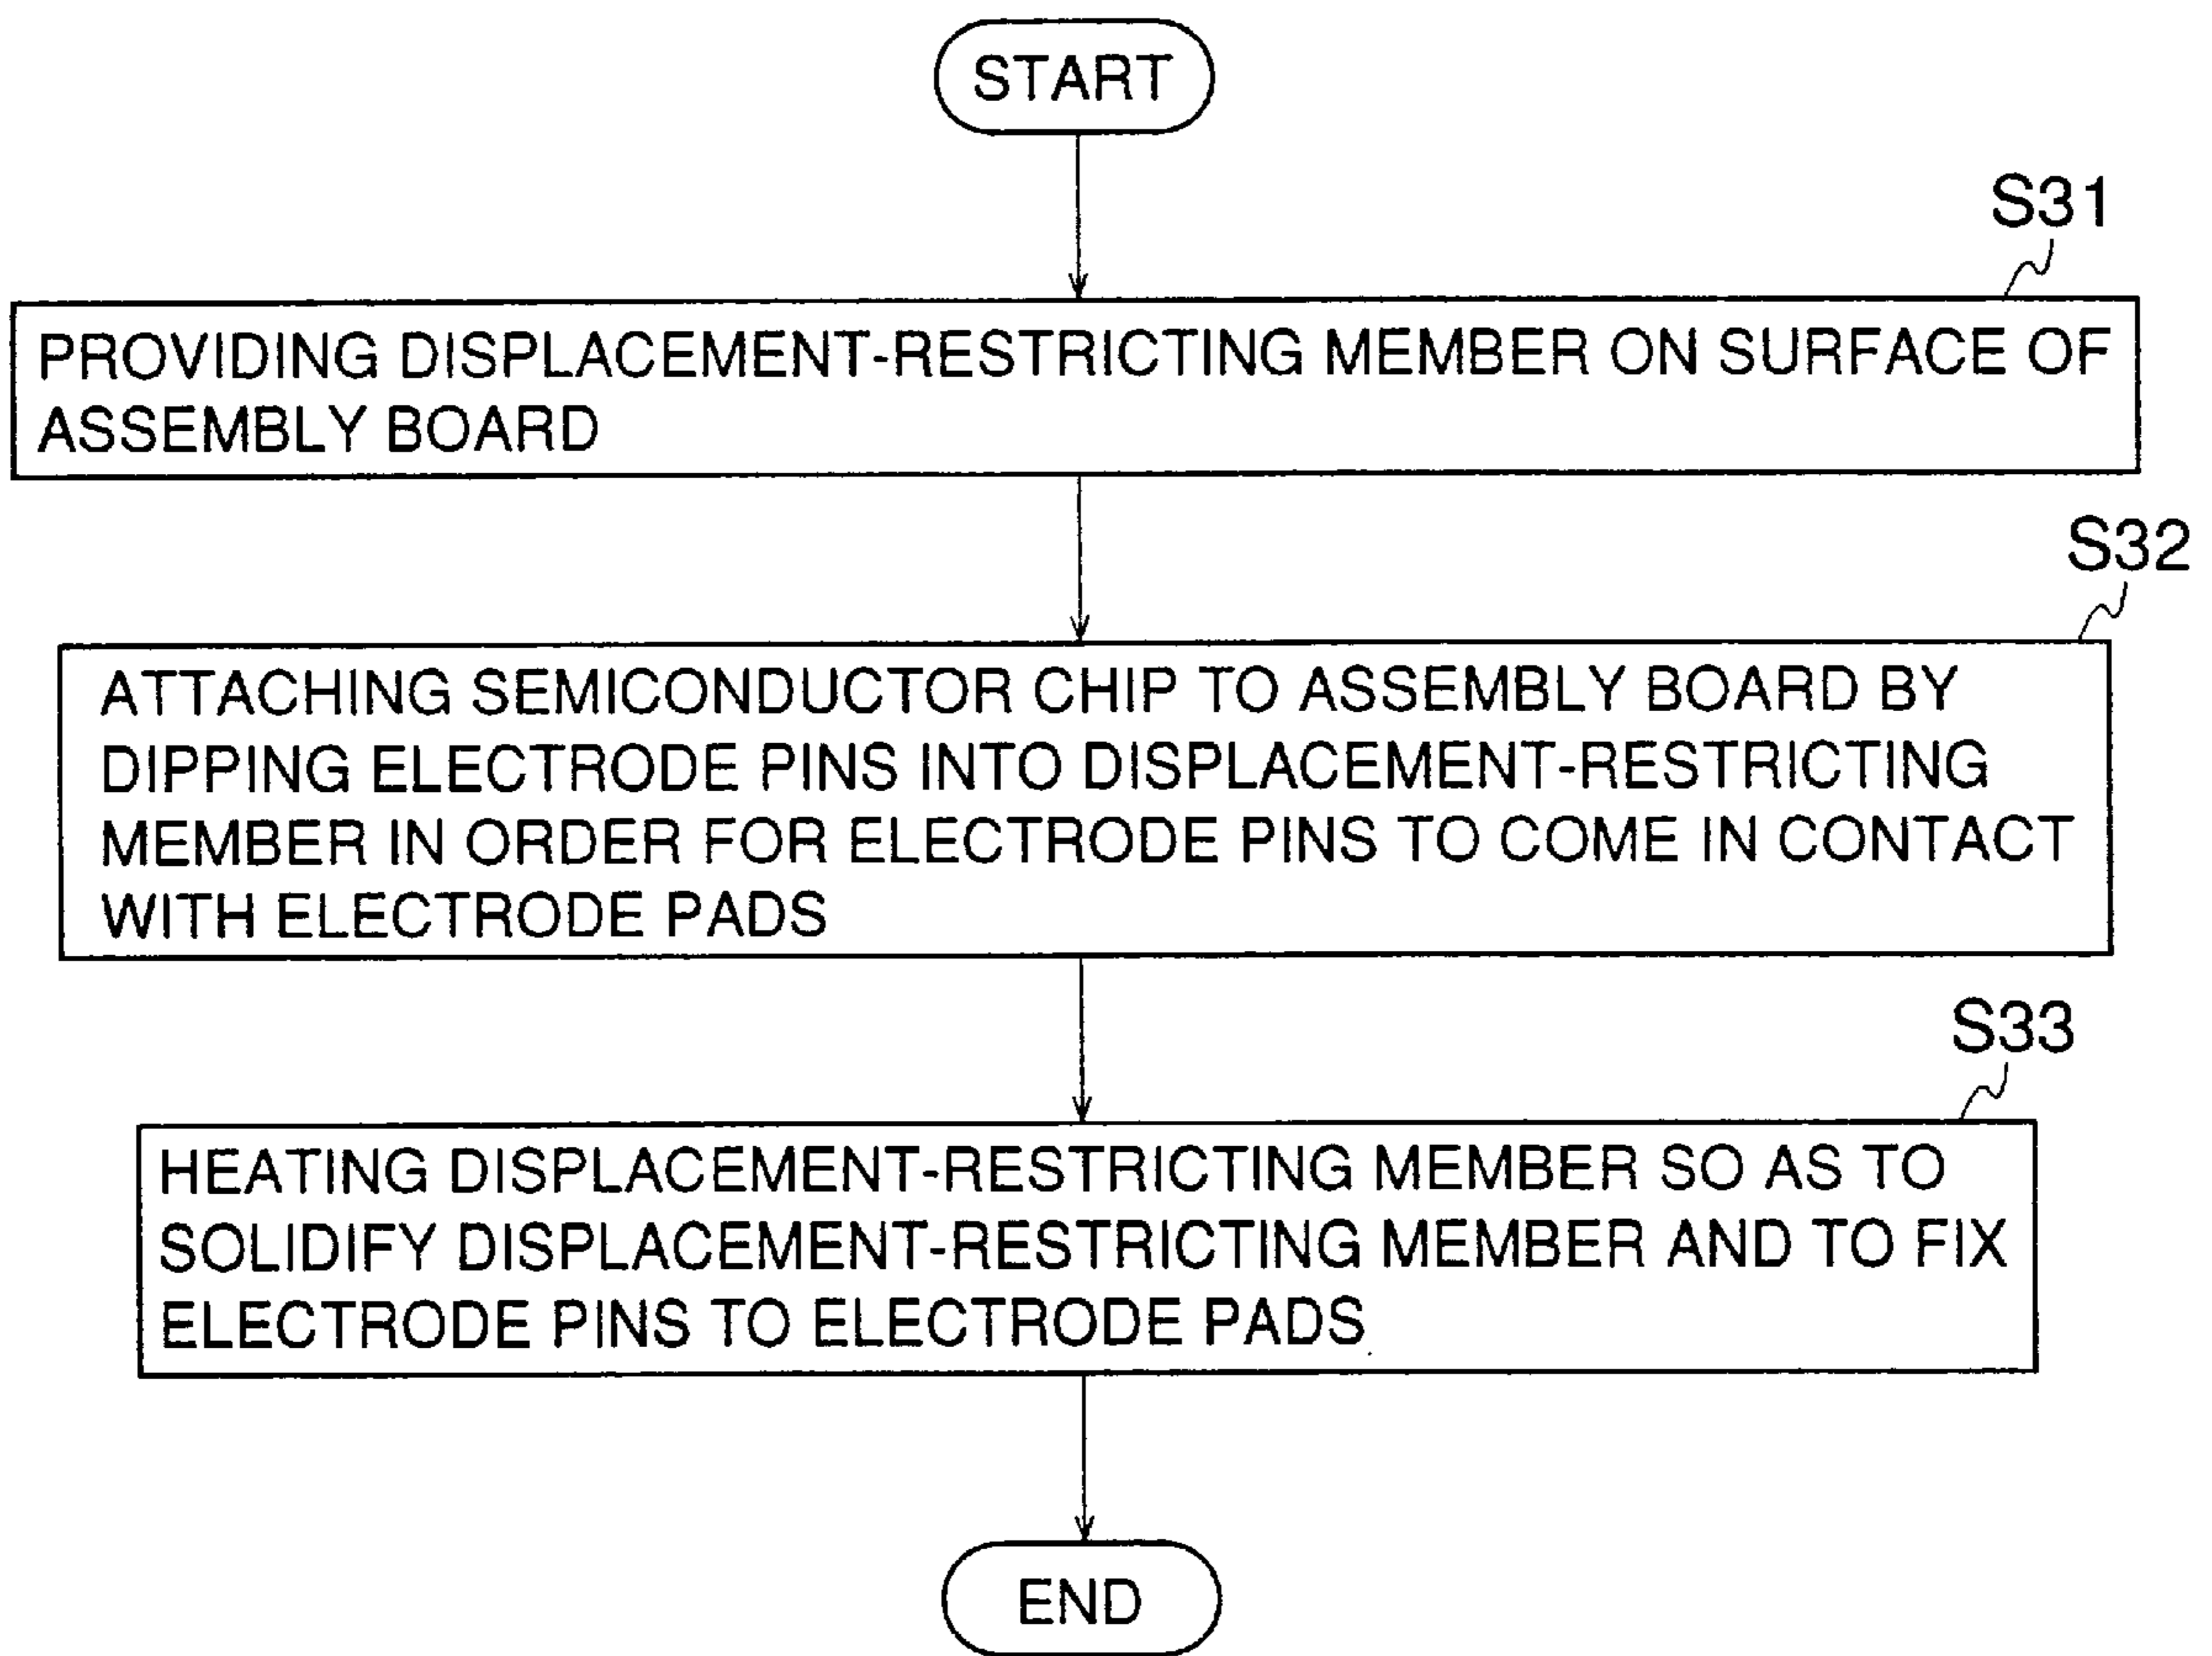 START
S31
PROVIDING DISPLACEMENT-RESTRICTING MEMBER ON SURFACE OF
ASSEMBLY BOARD
S32
ATTACHING SEMICONDUCTOR CHIP TO ASSEMBLY BOARD BY
DIPPING ELECTRODE PINS INTO DISPLACEMENT-RESTRICTING
MEMBER IN ORDER FOR ELECTRODE PINS TO COME IN CONTACT
WITH ELECTRODE PADS
S33
HEATING DISPLACEMENT-RESTRICTING MEMBER SO AS TO
SOLIDIFY DISPLACEMENT-RESTRICTING MEMBER AND TO FIX
ELECTRODE PINS TO ELECTRODE PADS
END